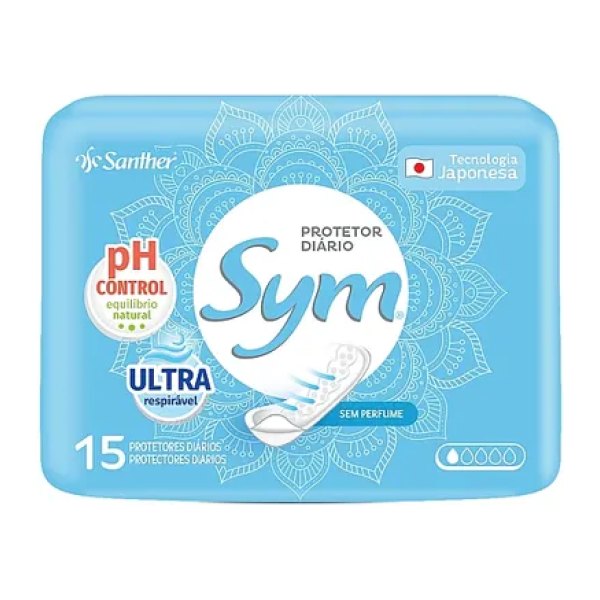 Santher
Tecnologia
Japonesa
PROTETOR
DIÁRIO
Sym®
pH
CONTROL
equilíbrio
natural
ULTRA
respirável
SEM PERFUME
15 PROTETORES DIÁRIOS
PROTECTORES DIARIOS